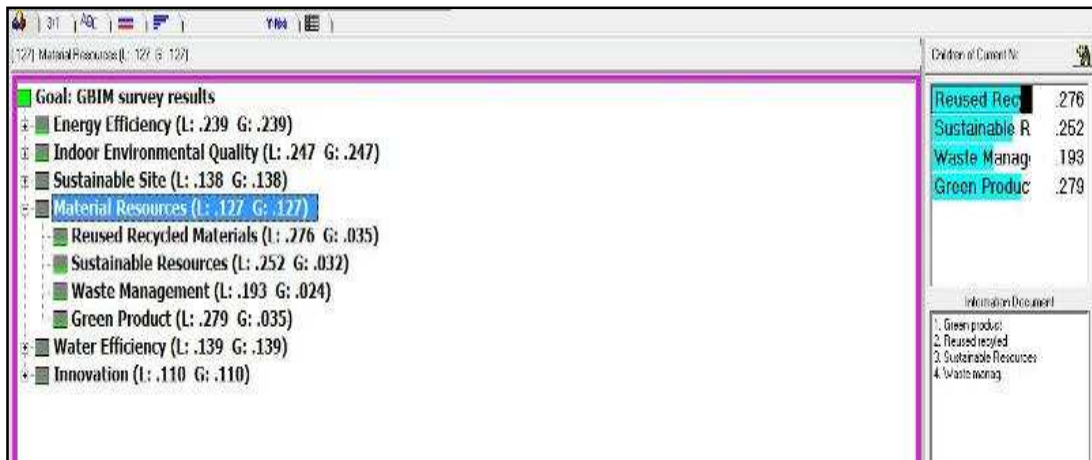 3:1
ABC
(.127) Material Resources (L: .127 G: .127)
Goal: GBIM survey results
Energy Efficiency (L: .239 G: .239)
Indoor Environmental Quality (L: .247 G: .247)
Sustainable Site (L: .138 G: .138)
Material Resources (L: .127 G: .127)
Reused Recycled Materials (L: .276 G: .035)
Sustainable Resources (L: .252 G: .032)
Waste Management (L: .193 G: .024)
Green Product (L: .279 G: .035)
Water Efficiency (L: .139 G: .139)
Innovation (L: .110 G: .110)
Children of Current No
Reused Rec .276
Sustainable R .252
Waste Manag .193
Green Produc .279
Information Document
1. Green product
2. Reused recyled
3. Sustainable Resources
4. Waste manag.